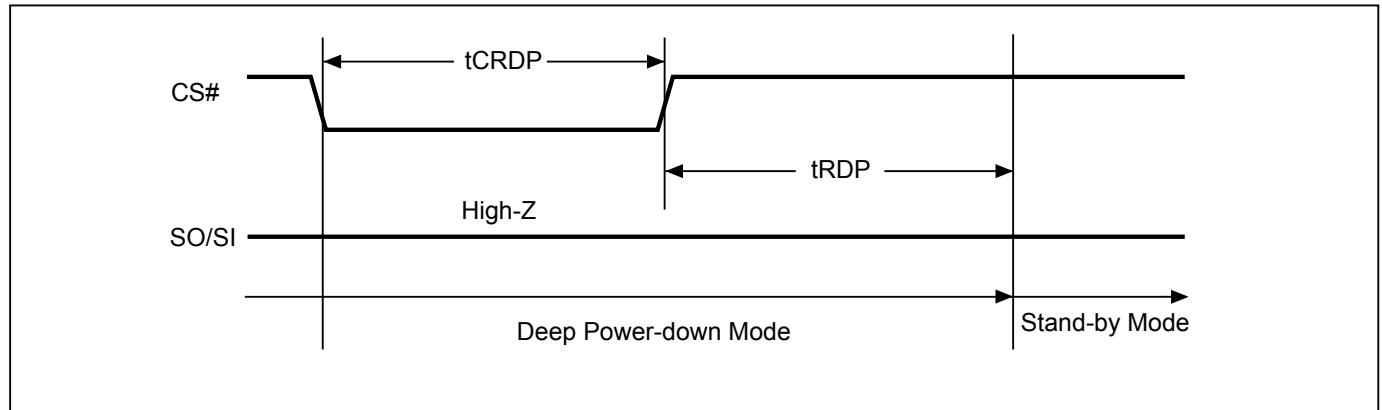 tCRDP
CS#
tRDP
High-Z
SO/SI
Deep Power-down Mode
Stand-by Mode